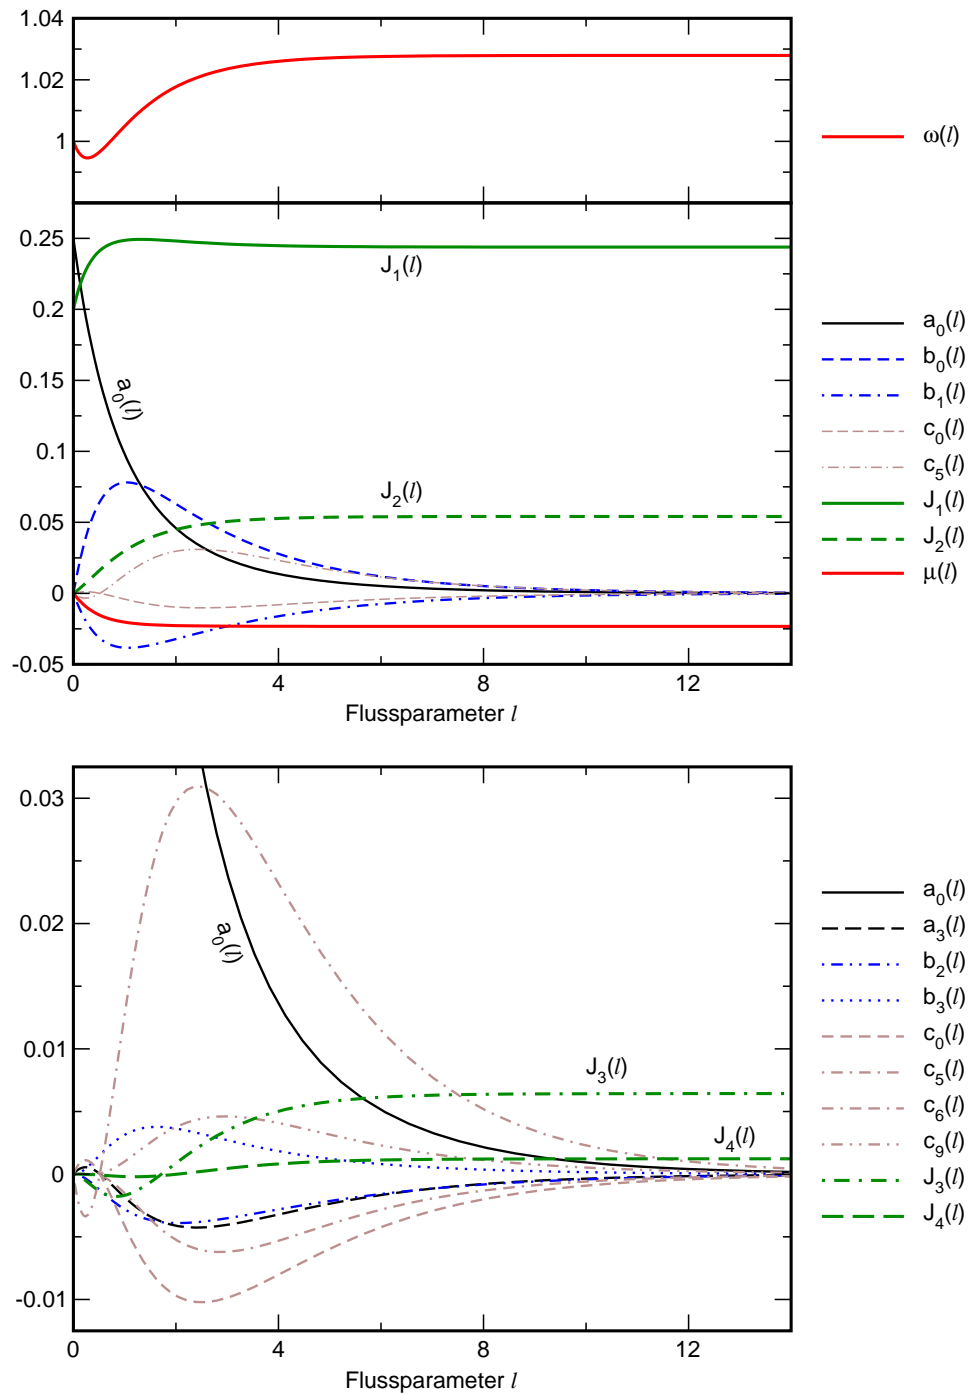 1.04
1.02
1
ω(l)
0.25
0.2
0.15
0.1
0.05
0
-0.05
J₁(l)
a₀(l)
J₂(l)
0 4 8 12
Flussparameter l
a₀(l)
b₀(l)
b₁(l)
c₀(l)
c₅(l)
J₁(l)
J₂(l)
μ(l)
0.03
0.02
0.01
0
-0.01
a₀(l)
J₃(l)
J₄(l)
0 4 8 12
Flussparameter l
a₀(l)
a₃(l)
b₂(l)
b₃(l)
c₀(l)
c₅(l)
c₆(l)
c₉(l)
J₃(l)
J₄(l)